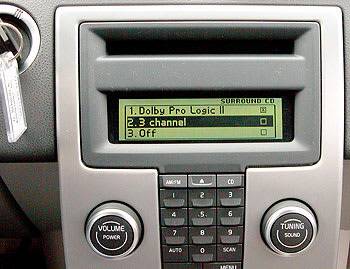 SURROUND CD
1.Dolby Pro Logic II
2.3 channel
3.Off
AM/FM CD
1 2 3
4 5 6
7 8 9
AUTO 0 SCAN
MENU
VOLUME
POWER
TUNING
SOUND